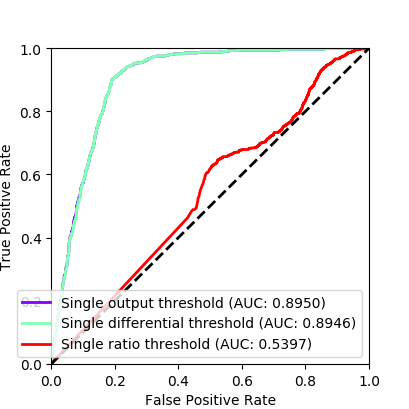 1.0
0.8
0.6
0.4
0.2
0.0
True Positive Rate
Single output threshold (AUC: 0.8950)
Single differential threshold (AUC: 0.8946)
Single ratio threshold (AUC: 0.5397)
0.0 0.2 0.4 0.6 0.8 1.0
False Positive Rate